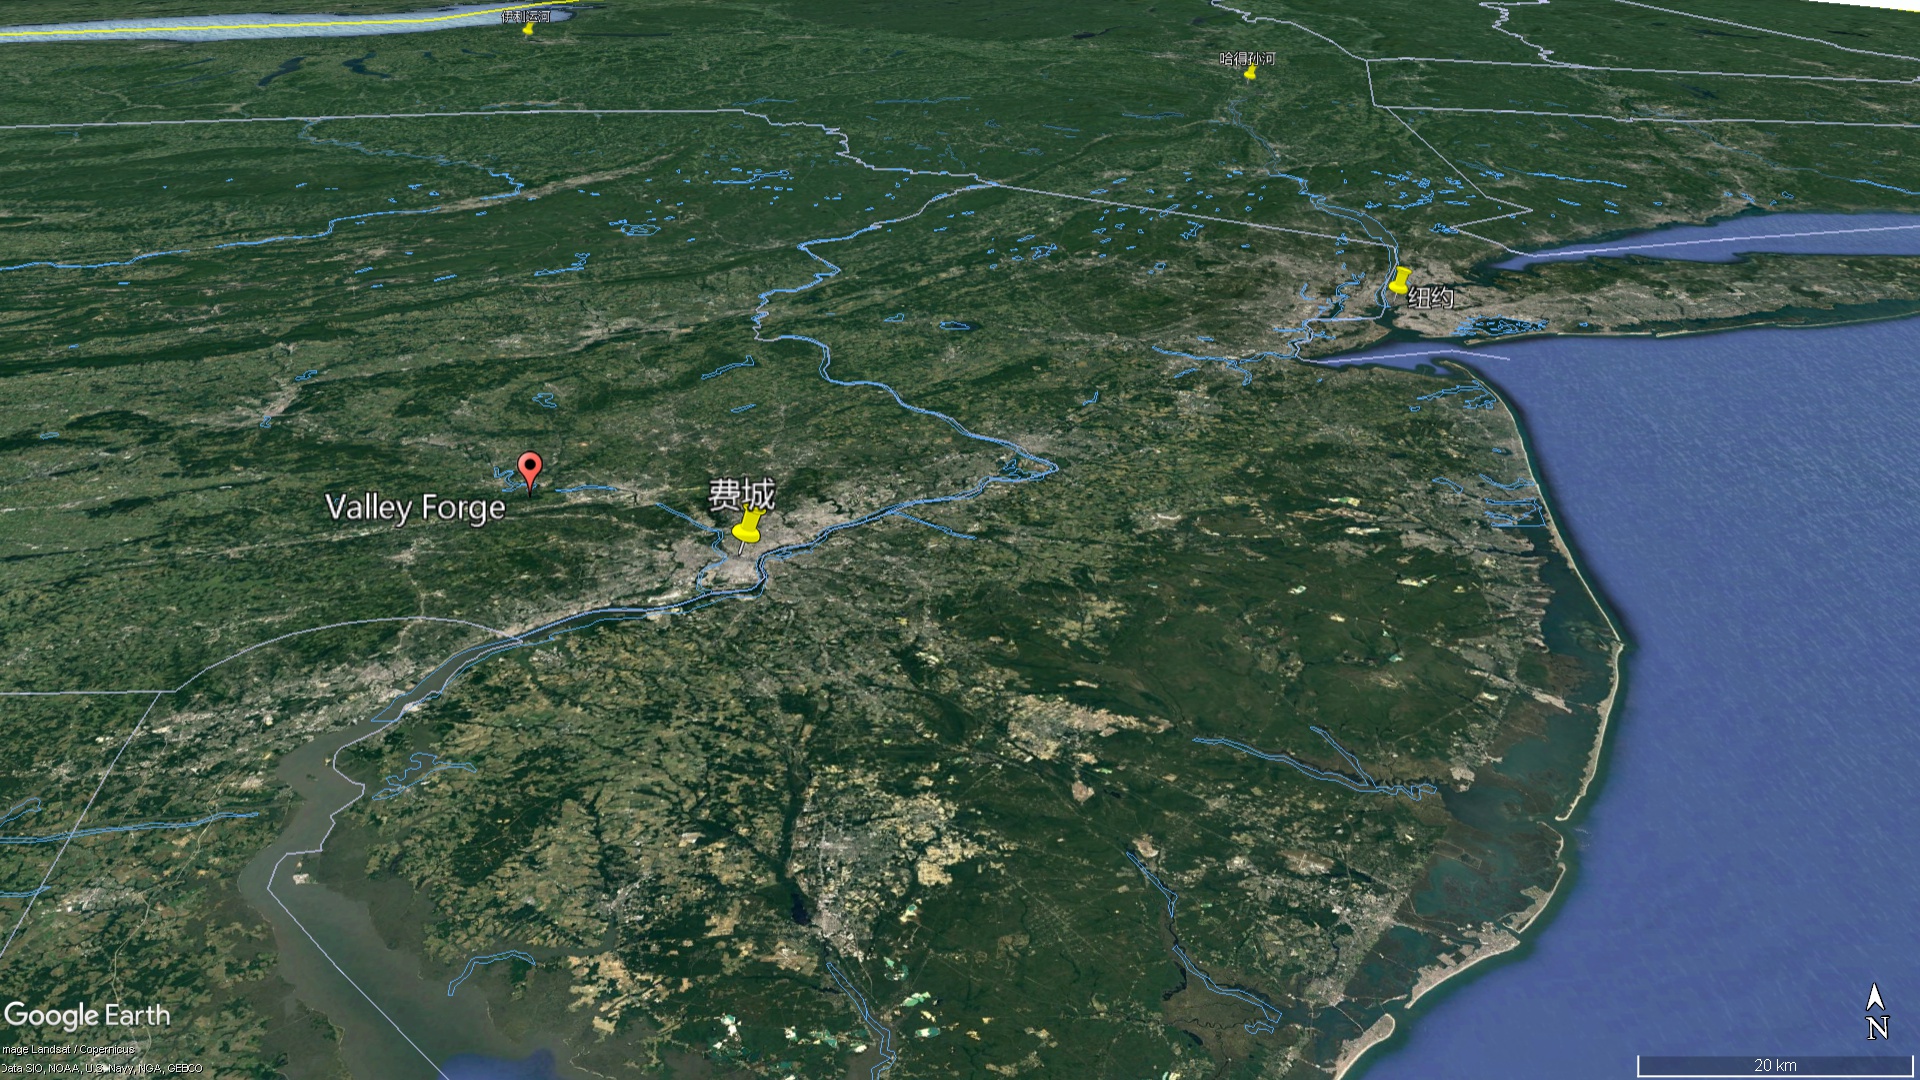 伊利运河
哈得孙河
纽约
费城
Valley Forge
N
Google Earth
mage Landsat / Copernicus
Data SIO, NOAA, U.S. Navy, NGA, GEBCO
20 km